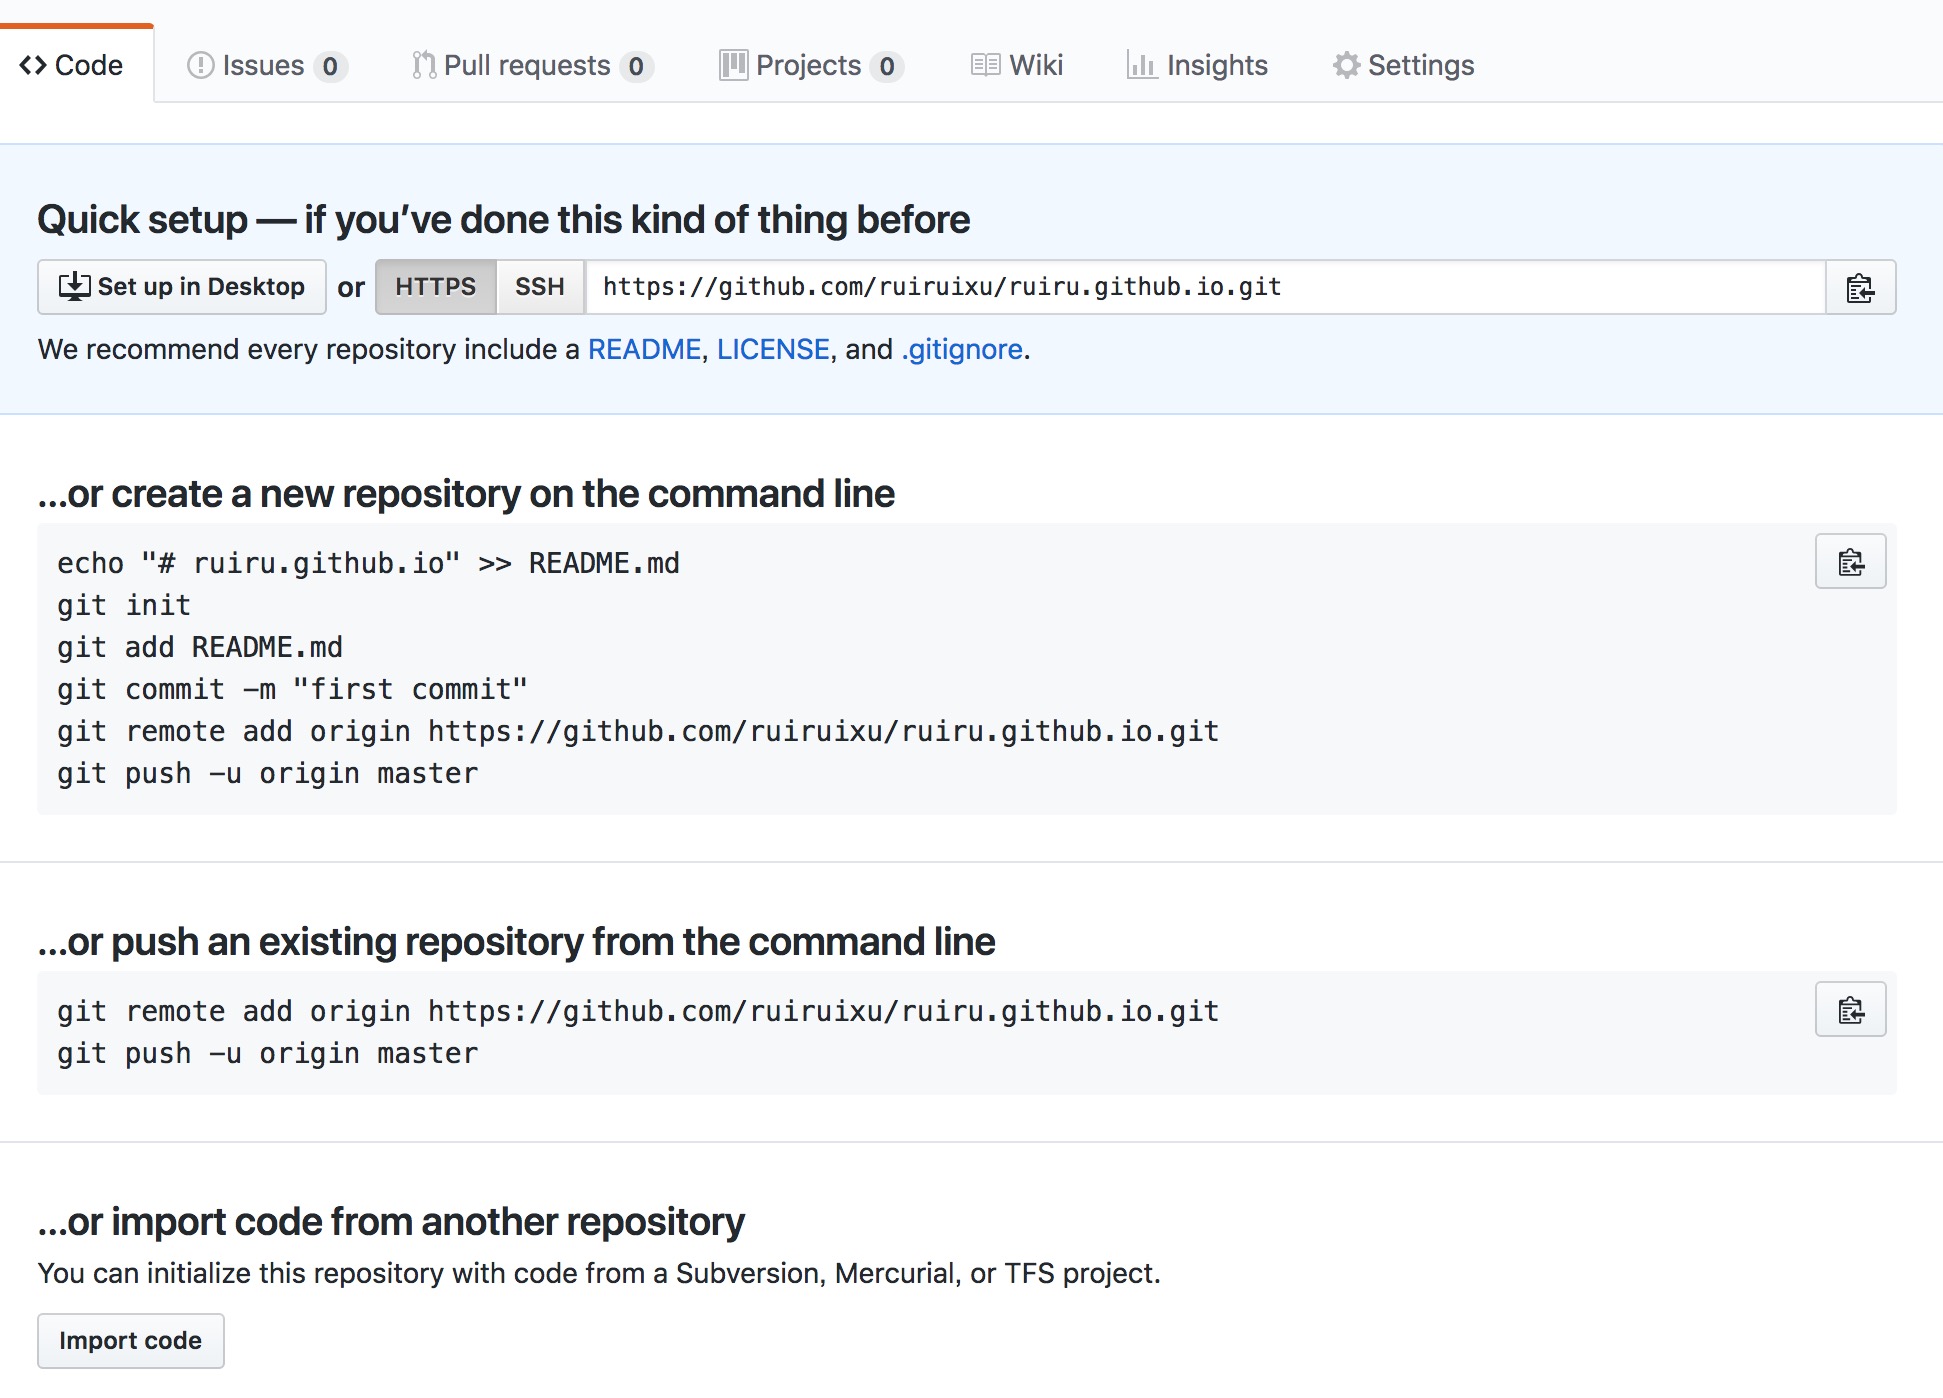 Code Issues 0 Pull requests 0 Projects 0 Wiki Insights Settings
Quick setup — if you’ve done this kind of thing before
Set up in Desktop or HTTPS SSH https://github.com/ruiruixu/ruiru.github.io.git
We recommend every repository include a README, LICENSE, and .gitignore.
…or create a new repository on the command line
echo "# ruiru.github.io" >> README.md
git init
git add README.md
git commit -m "first commit"
git remote add origin https://github.com/ruiruixu/ruiru.github.io.git
git push -u origin master
…or push an existing repository from the command line
git remote add origin https://github.com/ruiruixu/ruiru.github.io.git
git push -u origin master
…or import code from another repository
You can initialize this repository with code from a Subversion, Mercurial, or TFS project.
Import code